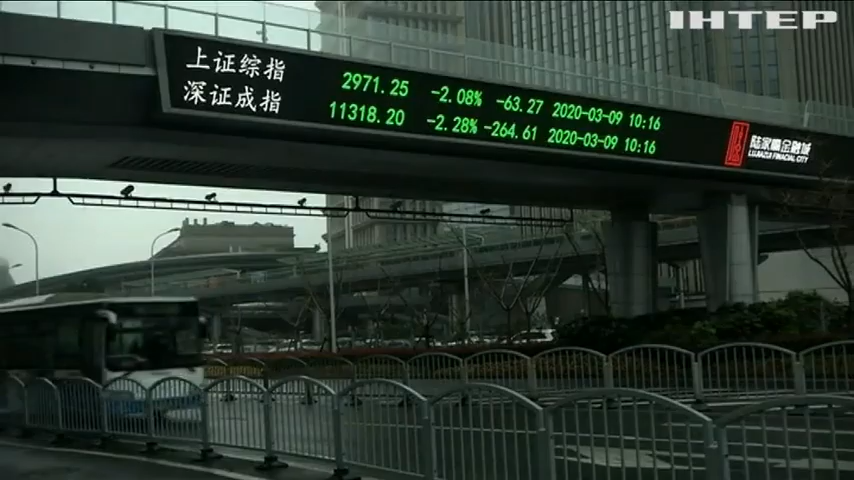 ІНТЕР
上证综指 2971.25 -2.08% -63.27 2020-03-09 10:16
深证成指 11318.20 -2.28% -264.61 2020-03-09 10:16
陆家嘴金融城
LUJIAZUI FINANCIAL CITY